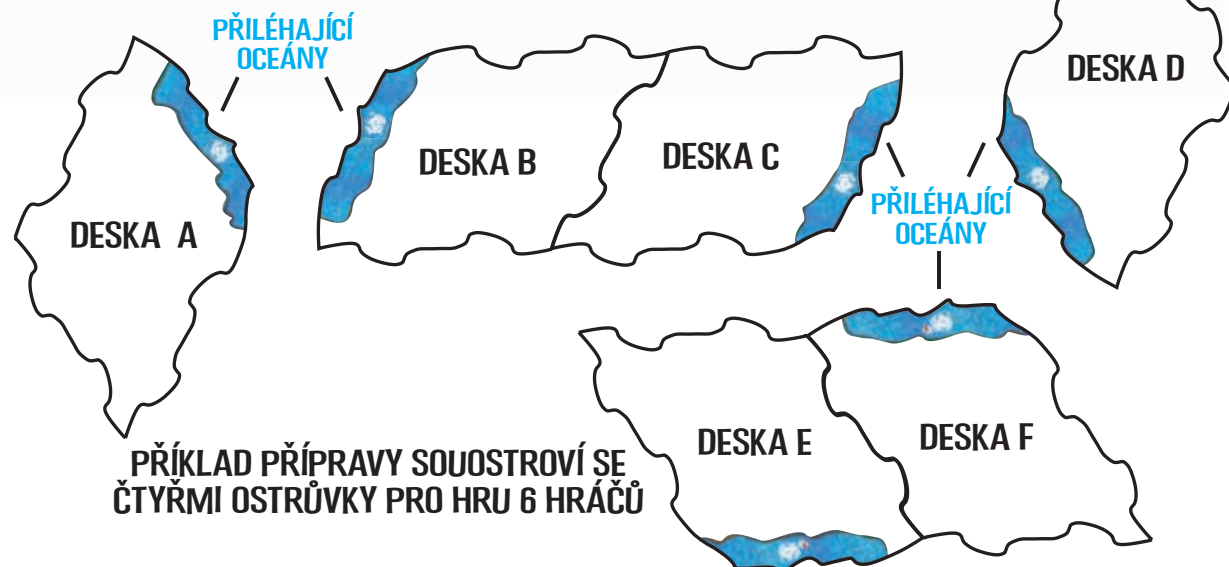 PŘILÉHAJÍCÍ
OCEÁNY
DESKA D
DESKA B
DESKA C
PŘILÉHAJÍCÍ
OCEÁNY
DESKA A
DESKA E
DESKA F
PŘÍKLAD PŘÍPRAVY SOUOSTROVÍ SE
ČTYŘMI OSTRŮVKY PRO HRU 6 HRÁČŮ